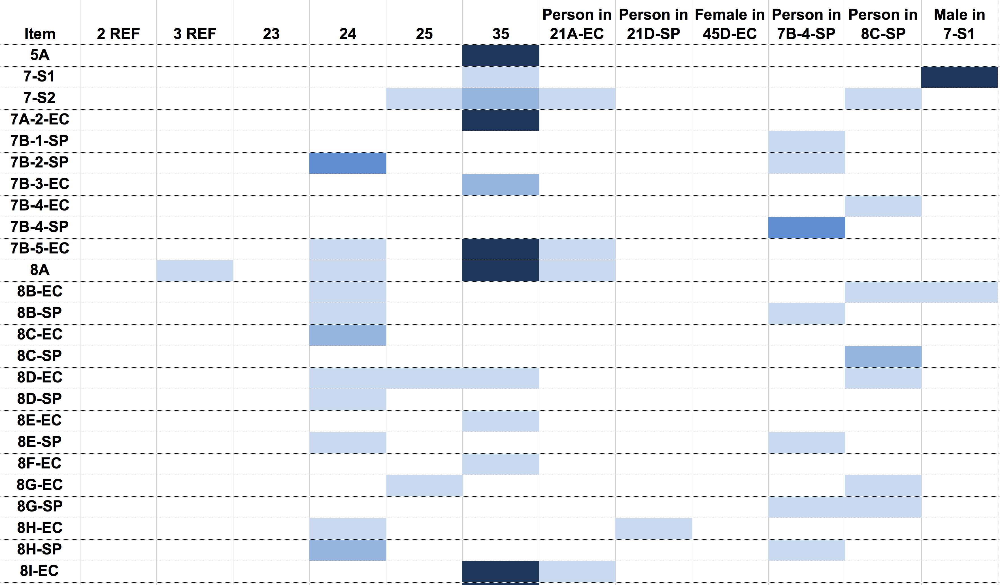 Item 2 REF 3 REF 23 24 25 35 Person in 21A-EC Person in 21D-SP Female in 45D-EC Person in 7B-4-SP Person in 8C-SP Male in 7-S1
5A
7-S1
7-S2
7A-2-EC
7B-1-SP
7B-2-SP
7B-3-EC
7B-4-EC
7B-4-SP
7B-5-EC
8A
8B-EC
8B-SP
8C-EC
8C-SP
8D-EC
8D-SP
8E-EC
8E-SP
8F-EC
8G-EC
8G-SP
8H-EC
8H-SP
8I-EC